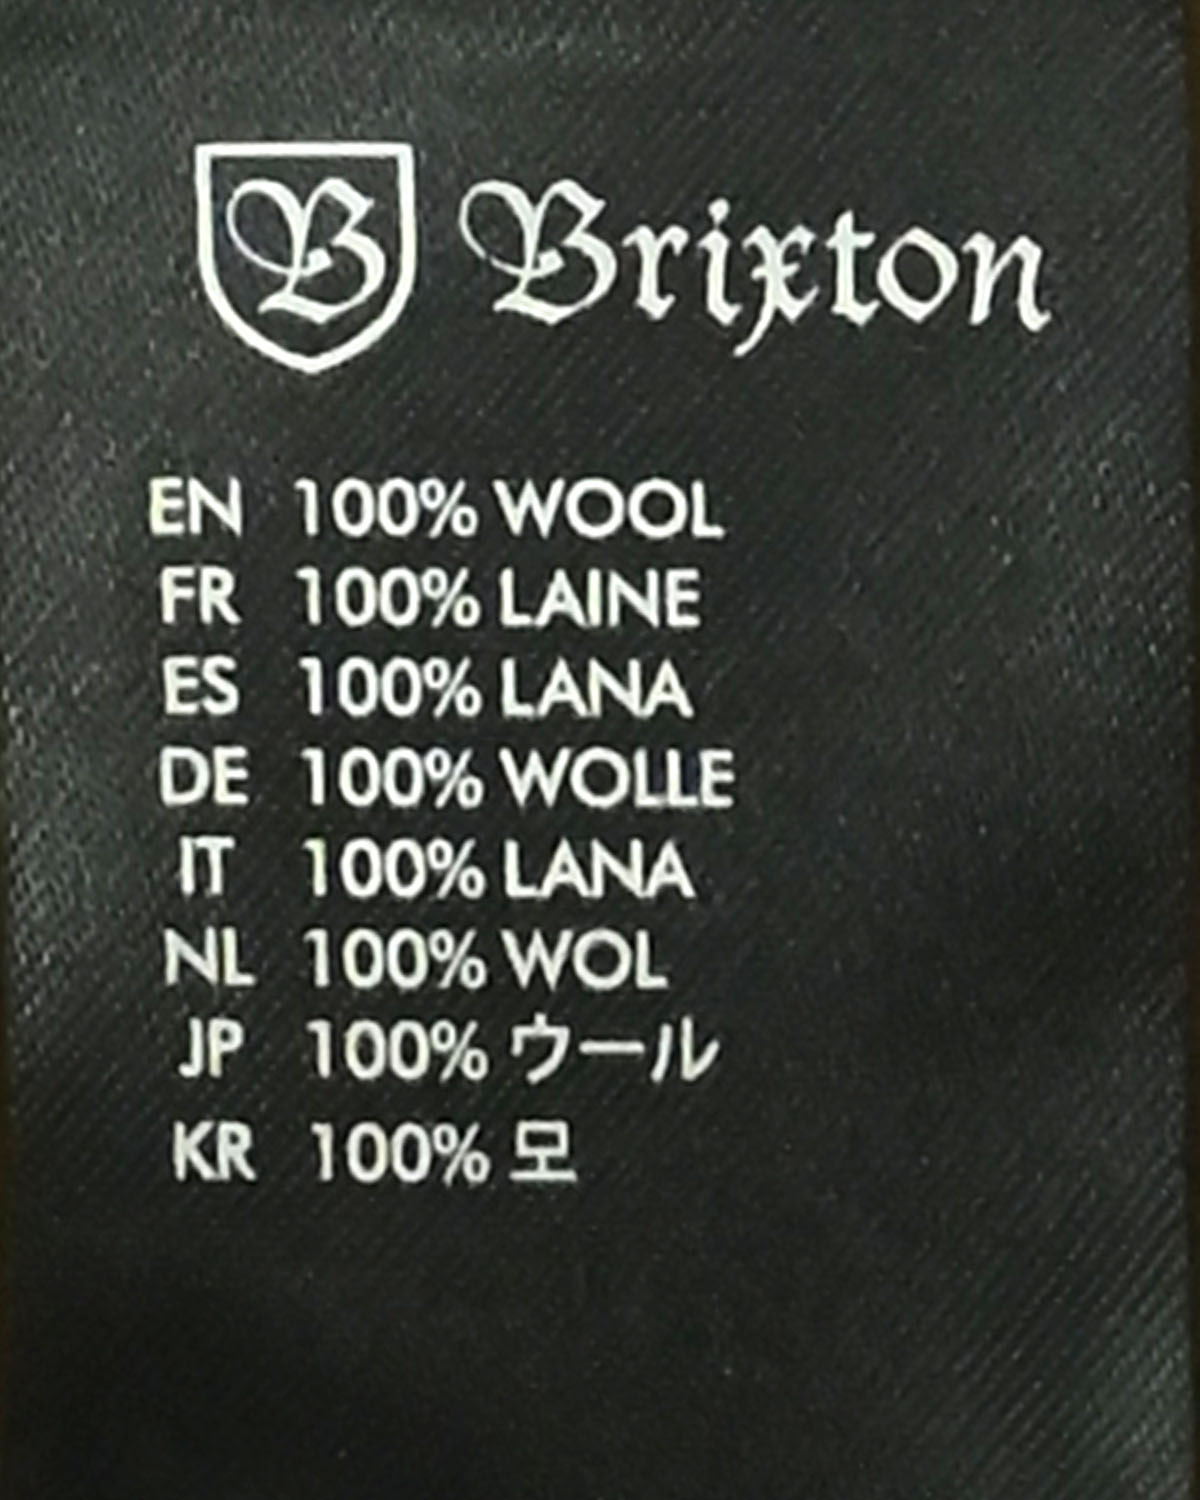 B Brixton
EN 100% WOOL
FR 100% LAINE
ES 100% LANA
DE 100% WOLLE
IT 100% LANA
NL 100% WOL
JP 100% ウール
KR 100% 모